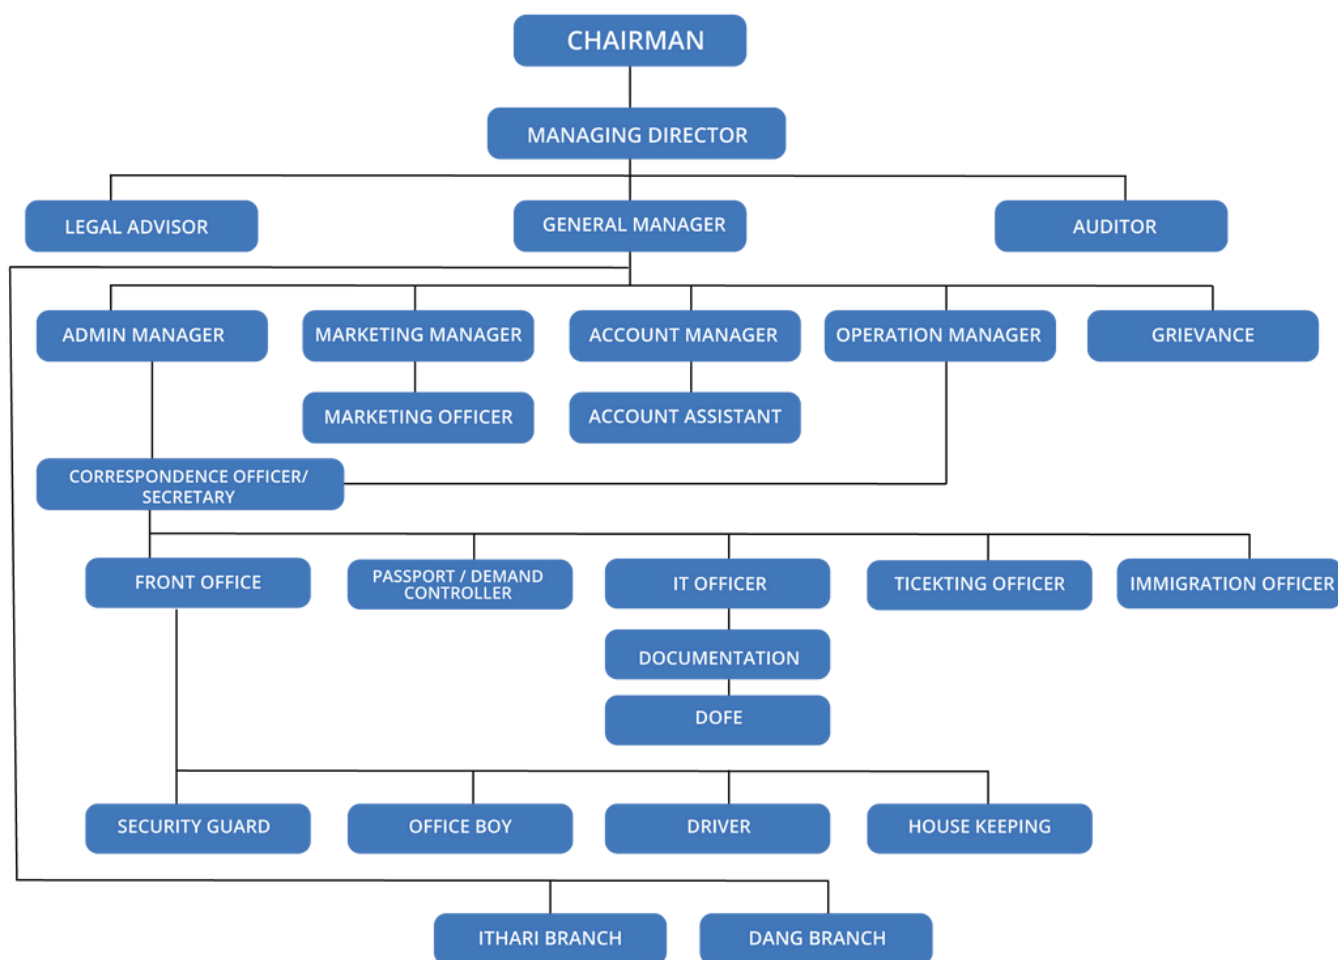 CHAIRMAN
MANAGING DIRECTOR
LEGAL ADVISOR
GENERAL MANAGER
AUDITOR
ADMIN MANAGER
MARKETING MANAGER
ACCOUNT MANAGER
OPERATION MANAGER
GRIEVANCE
MARKETING OFFICER
ACCOUNT ASSISTANT
CORRESPONDENCE OFFICER/
SECRETARY
FRONT OFFICE
PASSPORT / DEMAND
CONTROLLER
IT OFFICER
TICEKTING OFFICER
IMMIGRATION OFFICER
DOCUMENTATION
DOFE
SECURITY GUARD
OFFICE BOY
DRIVER
HOUSE KEEPING
ITHARI BRANCH
DANG BRANCH